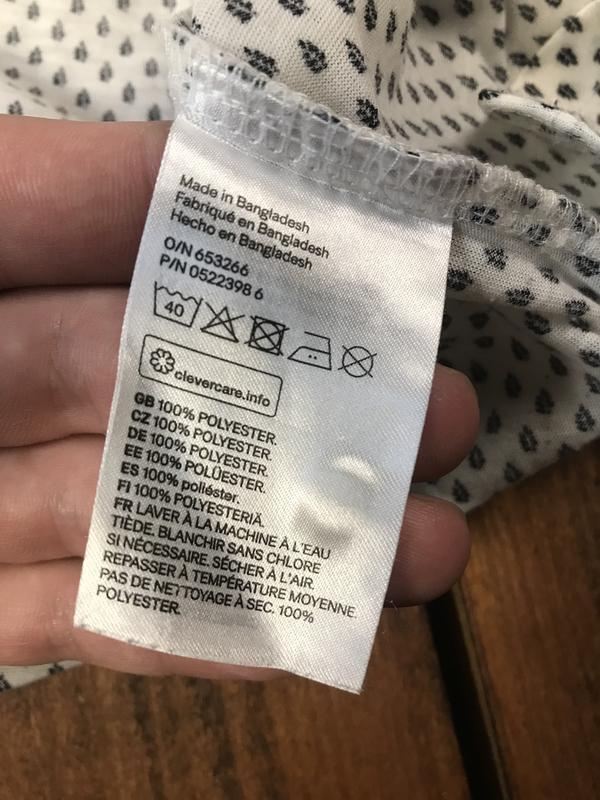 Made in Bangladesh
Fabriqué en Bangladesh
Hecho en Bangladesh
O/N 653266
P/N 0522398 6
40
clevercare.info
GB 100% POLYESTER.
CZ 100% POLYESTER.
DE 100% POLYESTER.
EE 100% POLÜESTER.
ES 100% poliéster.
FI 100% POLYESTERIÄ.
FR LAVER À LA MACHINE À L'EAU
TIÈDE. BLANCHIR SANS CHLORE
SI NÉCESSAIRE. SÉCHER À L'AIR.
REPASSER À TEMPÉRATURE MOYENNE.
PAS DE NETTOYAGE À SEC. 100%
POLYESTER.